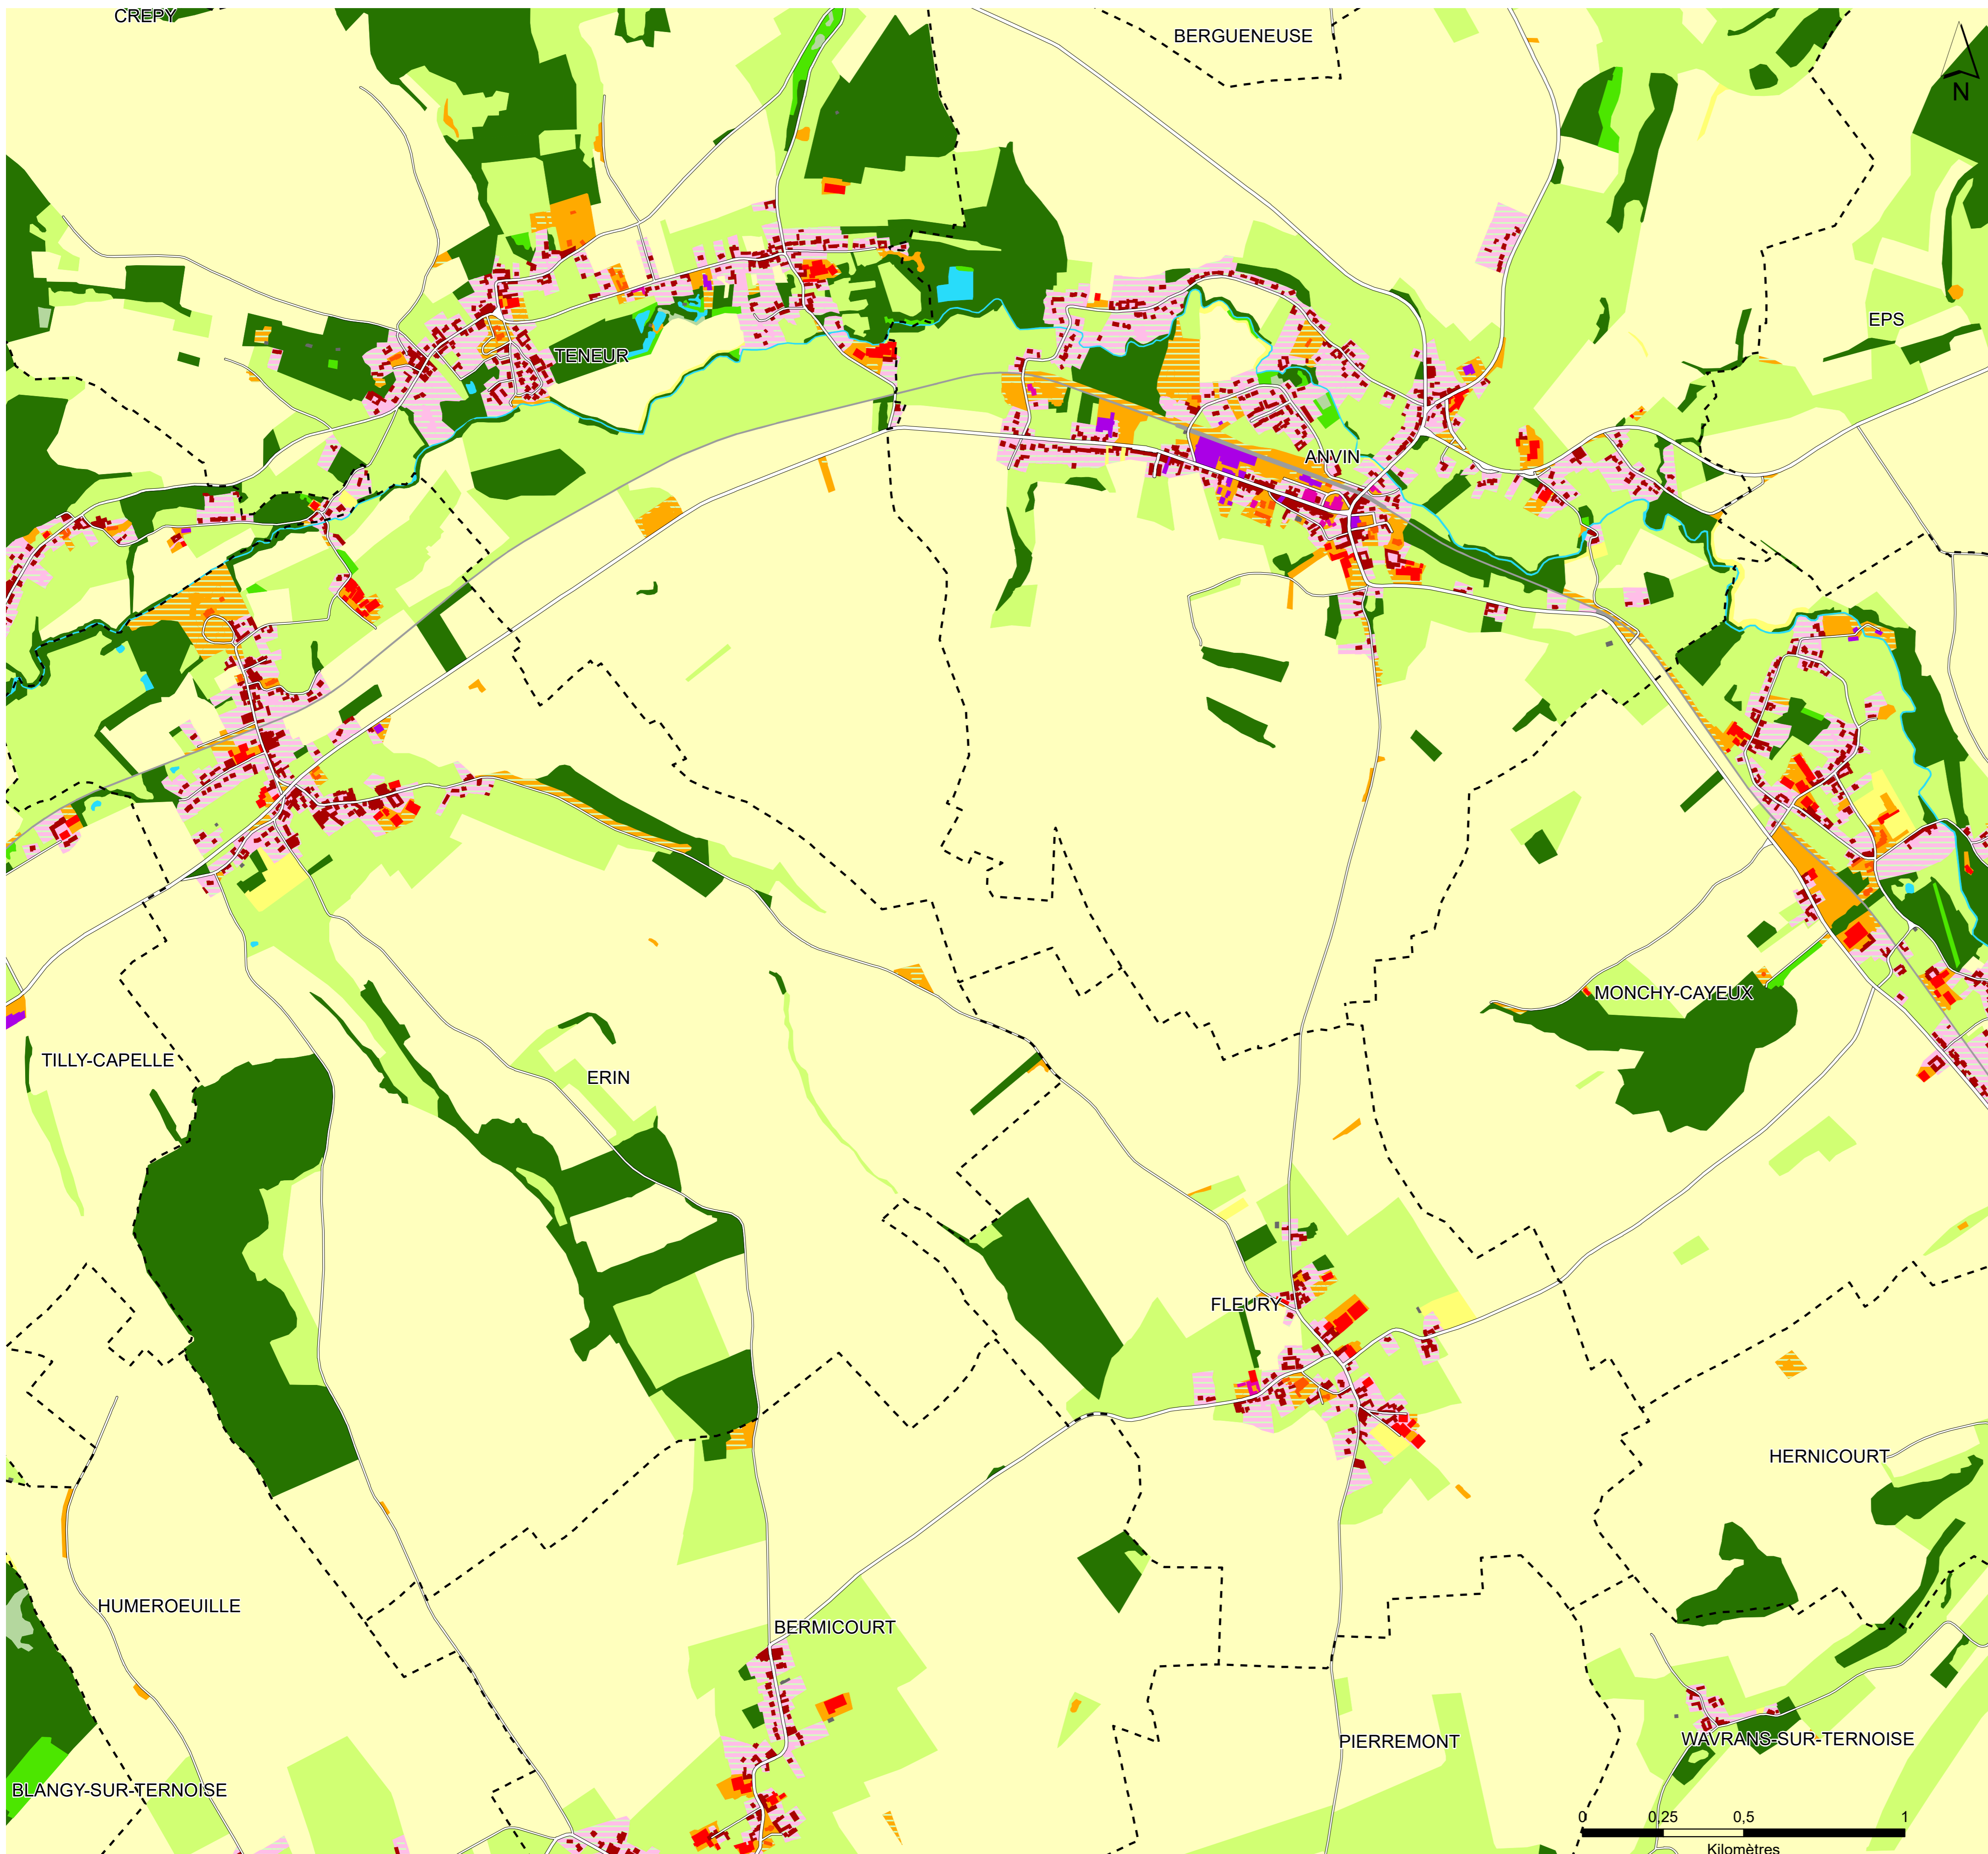 CREPY
BERGUENEUSE
N
EPS
TENEUR
ANVIN
MONCHY-CAYEUX
TILLY-CAPELLE
ERIN
FLEURY
HERNICOURT
HUMEROEUILLE
BERMICOURT
PIERREMONT
WAVRANS-SUR-TERNOISE
BLANGY-SUR-TERNOISE
0 0,25 0,5 1
Kilomètres